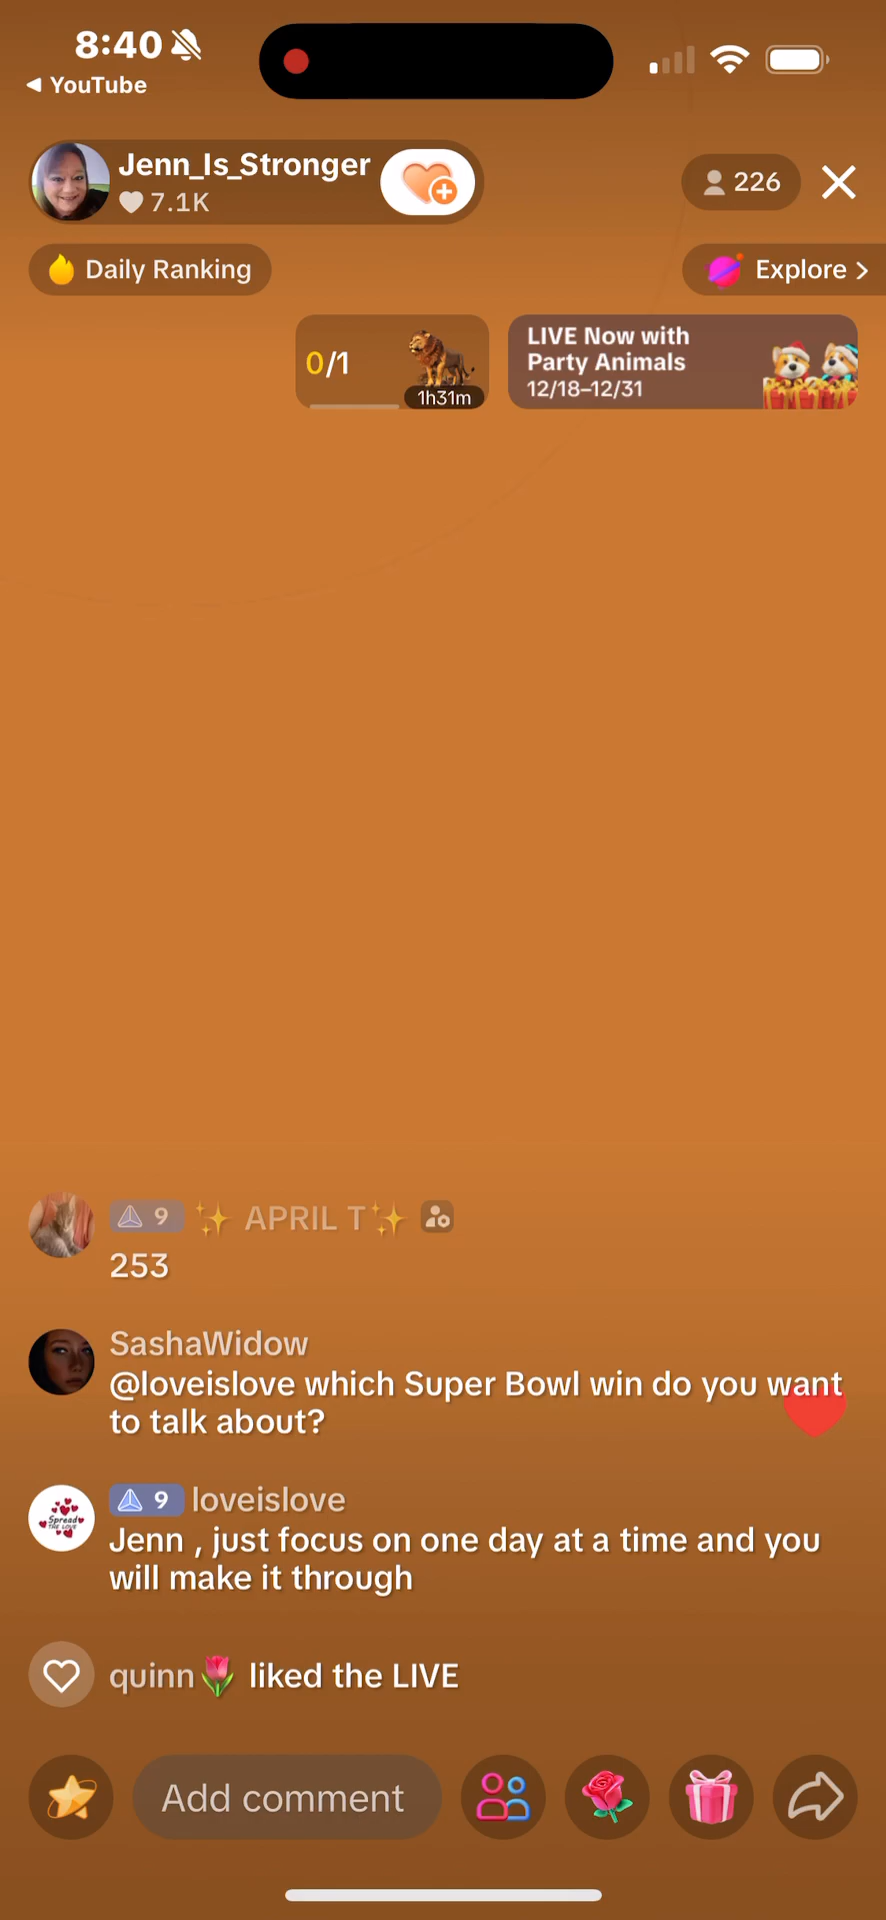 8:40
◀ YouTube
Jenn_Is_Stronger
7.1K
226
Daily Ranking
Explore >
0/1
1h31m
LIVE Now with
Party Animals
12/18–12/31
9 ✨ APRIL T✨
253
SashaWidow
@loveislove which Super Bowl win do you want
to talk about?
Spread
THE LOVE
9 loveislove
Jenn , just focus on one day at a time and you
will make it through
quinn🌷 liked the LIVE
Add comment